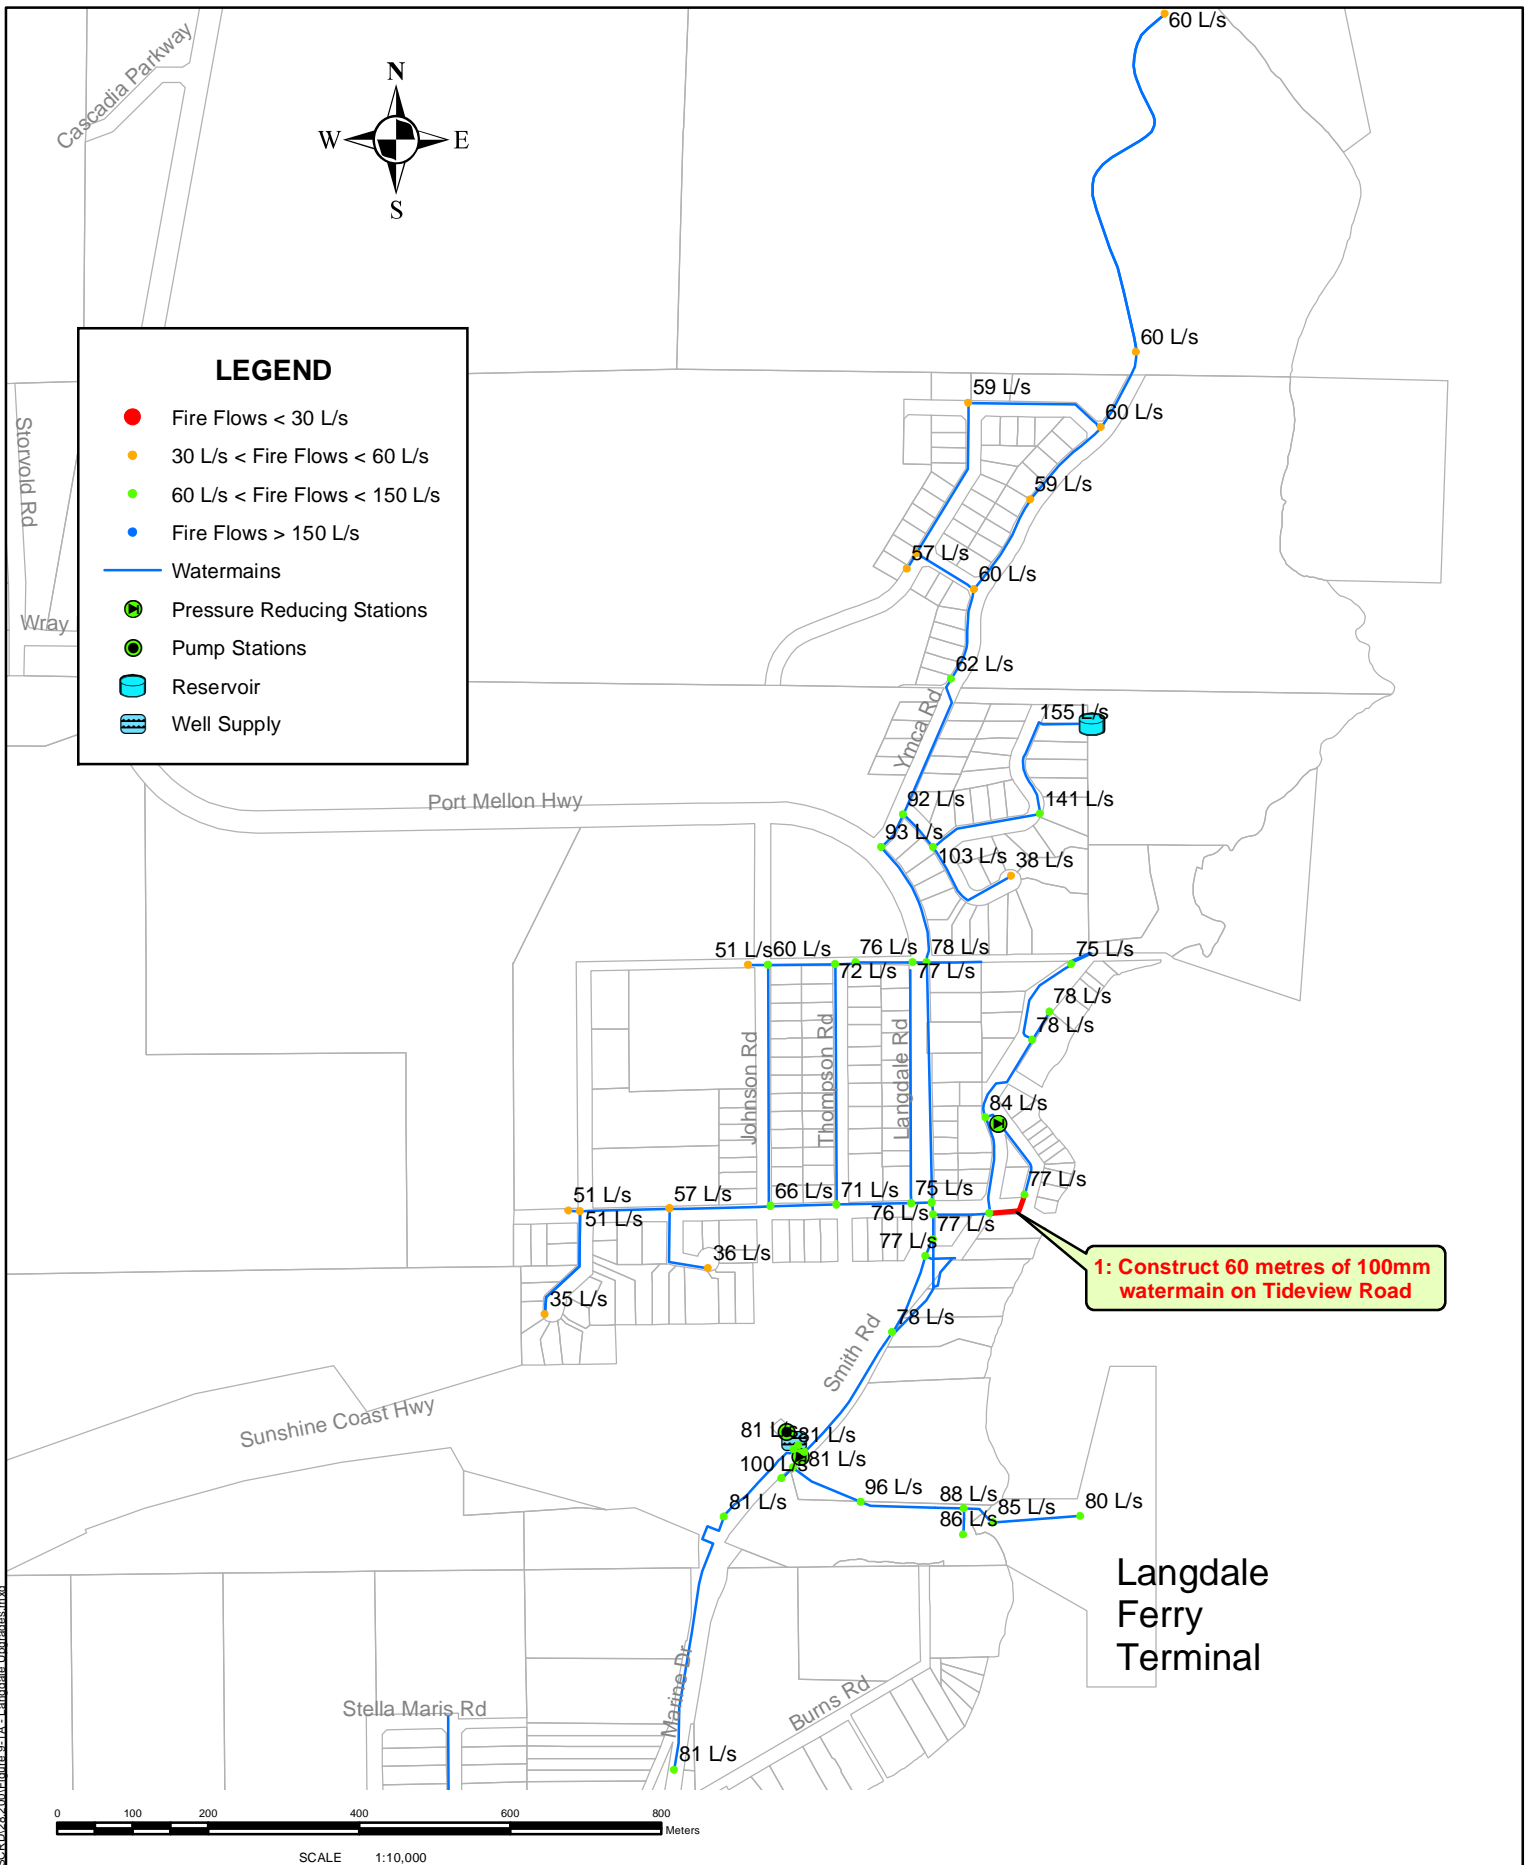 60 L/s
Cascadia Parkway
N
W
E
S
60 L/s
LEGEND
Fire Flows < 30 L/s
30 L/s < Fire Flows < 60 L/s
60 L/s < Fire Flows < 150 L/s
Fire Flows > 150 L/s
Watermains
Pressure Reducing Stations
Pump Stations
Reservoir
Well Supply
59 L/s
60 L/s
Storvold Rd
59 L/s
57 L/s
60 L/s
Wray
62 L/s
Ymca Rd
155 L/s
Port Mellon Hwy
92 L/s
141 L/s
93 L/s
103 L/s
38 L/s
51 L/s
60 L/s
76 L/s
78 L/s
75 L/s
72 L/s
77 L/s
78 L/s
78 L/s
Johnson Rd
Thompson Rd
Langdale Rd
84 L/s
77 L/s
51 L/s
57 L/s
66 L/s
71 L/s
75 L/s
51 L/s
76 L/s
77 L/s
77 L/s
36 L/s
1: Construct 60 metres of 100mm
watermain on Tideview Road
35 L/s
78 L/s
Smith Rd
Sunshine Coast Hwy
81 L/s
81 L/s
81 L/s
100 L/s
96 L/s
88 L/s
85 L/s
80 L/s
81 L/s
86 L/s
Langdale
Ferry
Terminal
Marine Dr
Burns Rd
Stella Maris Rd
81 L/s
0 100 200 400 600 800
Meters
SCALE 1:10,000